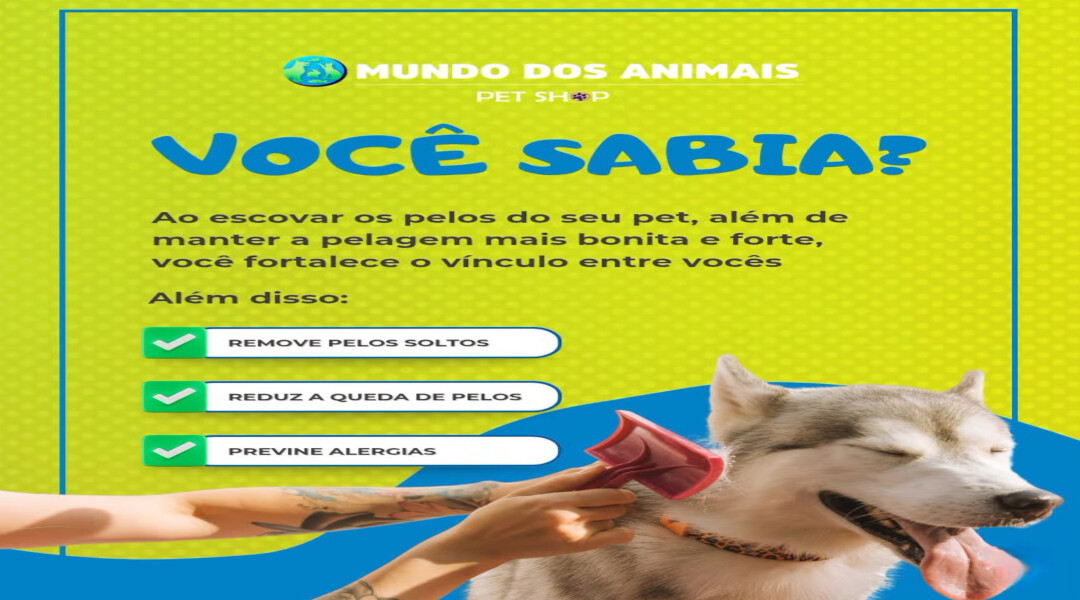 MUNDO DOS ANIMAIS
PET SHOP
VOCÊ SABIA?
Ao escovar os pelos do seu pet, além de
manter a pelagem mais bonita e forte,
você fortalece o vínculo entre vocês
Além disso:
REMOVE PELOS SOLTOS
REDUZ A QUEDA DE PELOS
PREVINE ALERGIAS